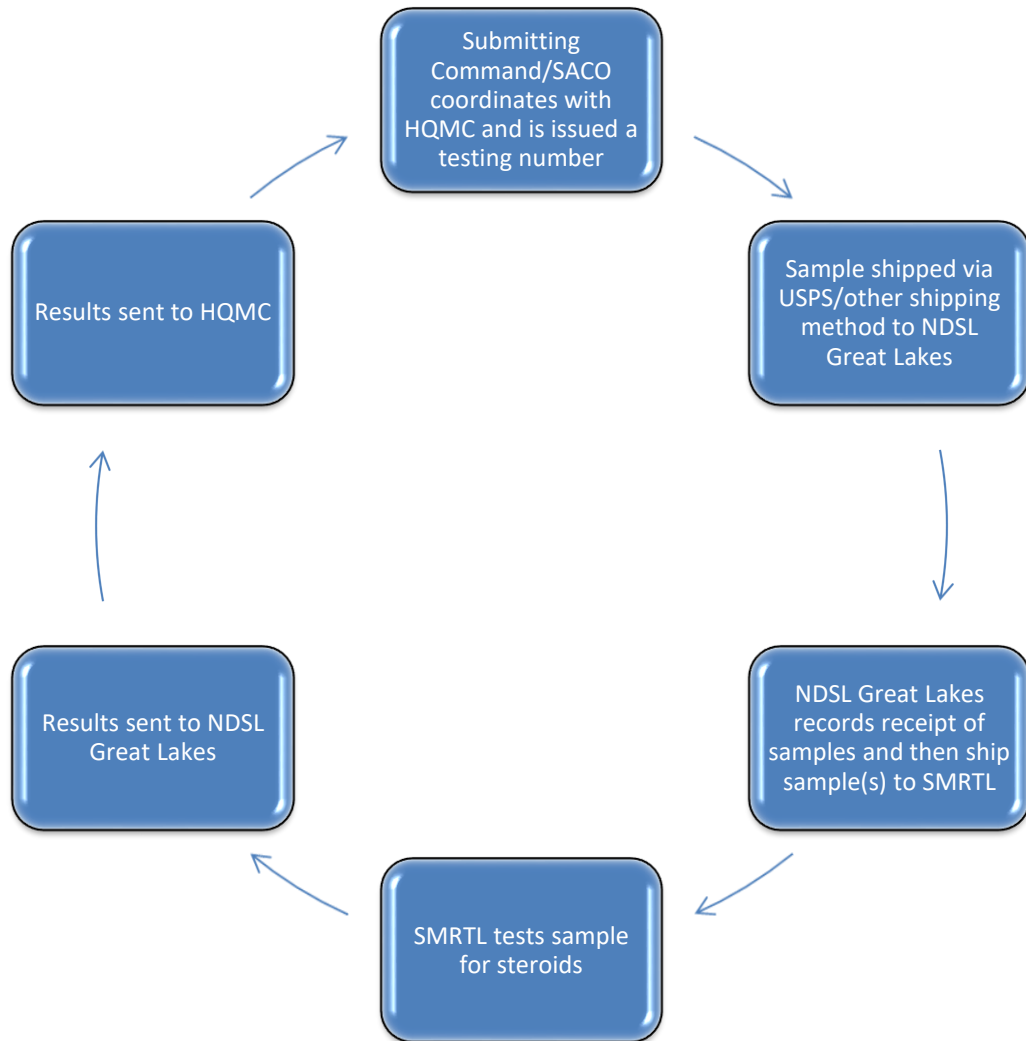 Submitting
Command/SACO
coordinates with
HQMC and is issued a
testing number
Sample shipped via
USPS/other shipping
method to NDSL
Great Lakes
NDSL Great Lakes
records receipt of
samples and then ship
sample(s) to SMRTL
SMRTL tests sample
for steroids
Results sent to NDSL
Great Lakes
Results sent to HQMC